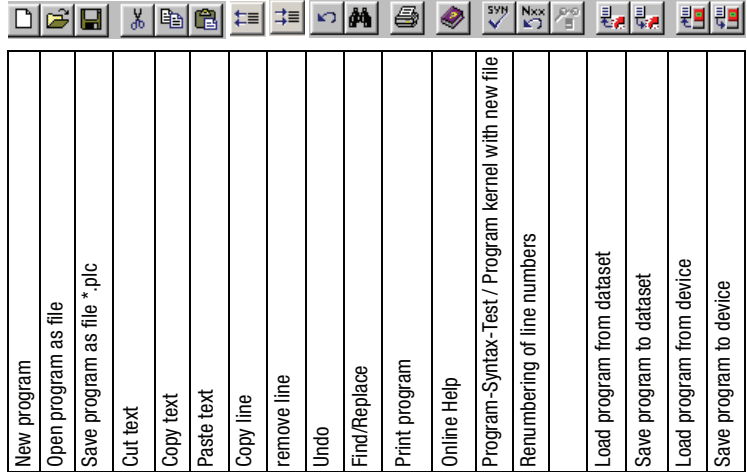 SYN
Nxx
New program
Open program as file
Save program as file *.plc
Cut text
Copy text
Paste text
Copy line
remove line
Undo
Find/Replace
Print program
Online Help
Program-Syntax-Test / Program kernel with new file
Renumbering of line numbers
Load program from dataset
Save program to dataset
Load program from device
Save program to device